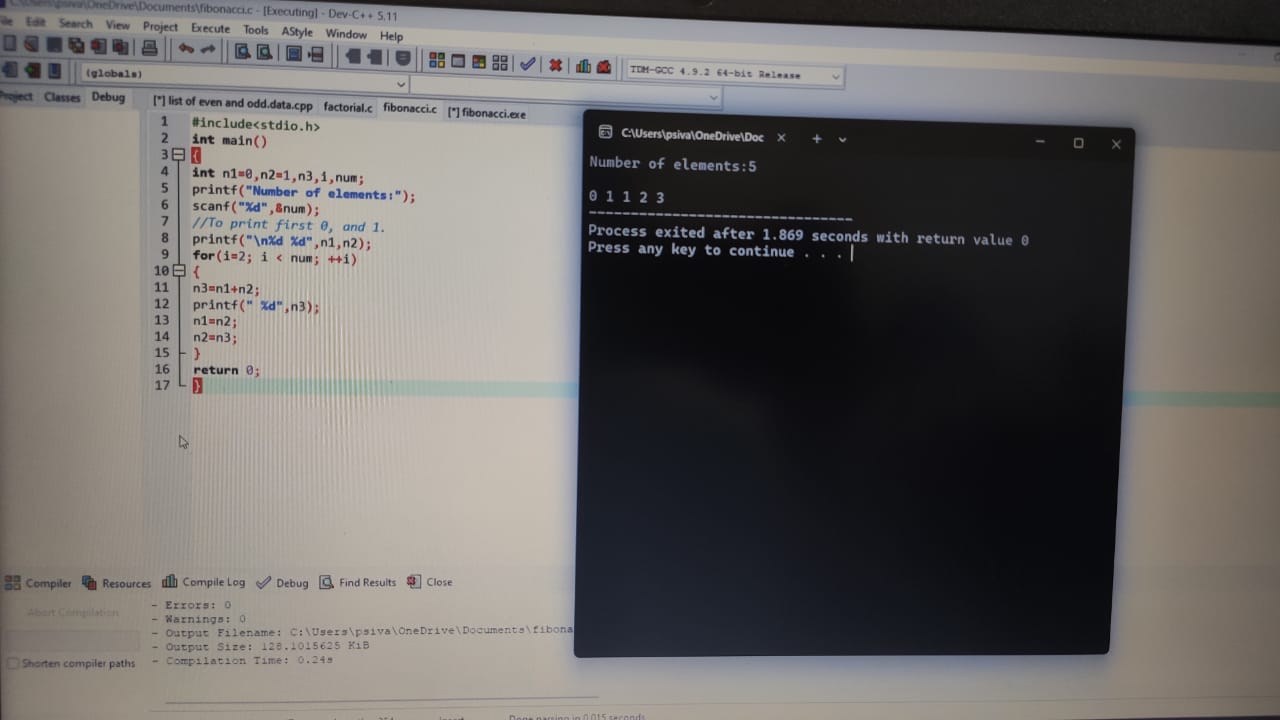 C:\Users\psiva\OneDrive\Documents\fibonacci.c - [Executing] - Dev-C++ 5.11
File Edit Search View Project Execute Tools AStyle Window Help
TDM-GCC 4.9.2 64-bit Release
(globals)
Project Classes Debug
[*] list of even and odd.data.cpp factorial.c fibonacci.c [*] fibonacci.exe
1 #include<stdio.h>
2 int main()
3 {
4 int n1=0,n2=1,n3,i,num;
5 printf("Number of elements:");
6 scanf("%d",&num);
7 //To print first 0, and 1.
8 printf("\n%d %d",n1,n2);
9 for(i=2; i < num; ++i)
10 {
11 n3=n1+n2;
12 printf(" %d",n3);
13 n1=n2;
14 n2=n3;
15 }
16 return 0;
17 }
C:\Users\psiva\OneDrive\Doc
Number of elements:5
0 1 1 2 3
--------------------------------
Process exited after 1.869 seconds with return value 0
Press any key to continue . . .
Compiler Resources Compile Log Debug Find Results Close
Abort Compilation
Shorten compiler paths
- Errors: 0
- Warnings: 0
- Output Filename: C:\Users\psiva\OneDrive\Documents\fibona
- Output Size: 128.1015625 KiB
- Compilation Time: 0.24s
Done parsing in 0.015 seconds